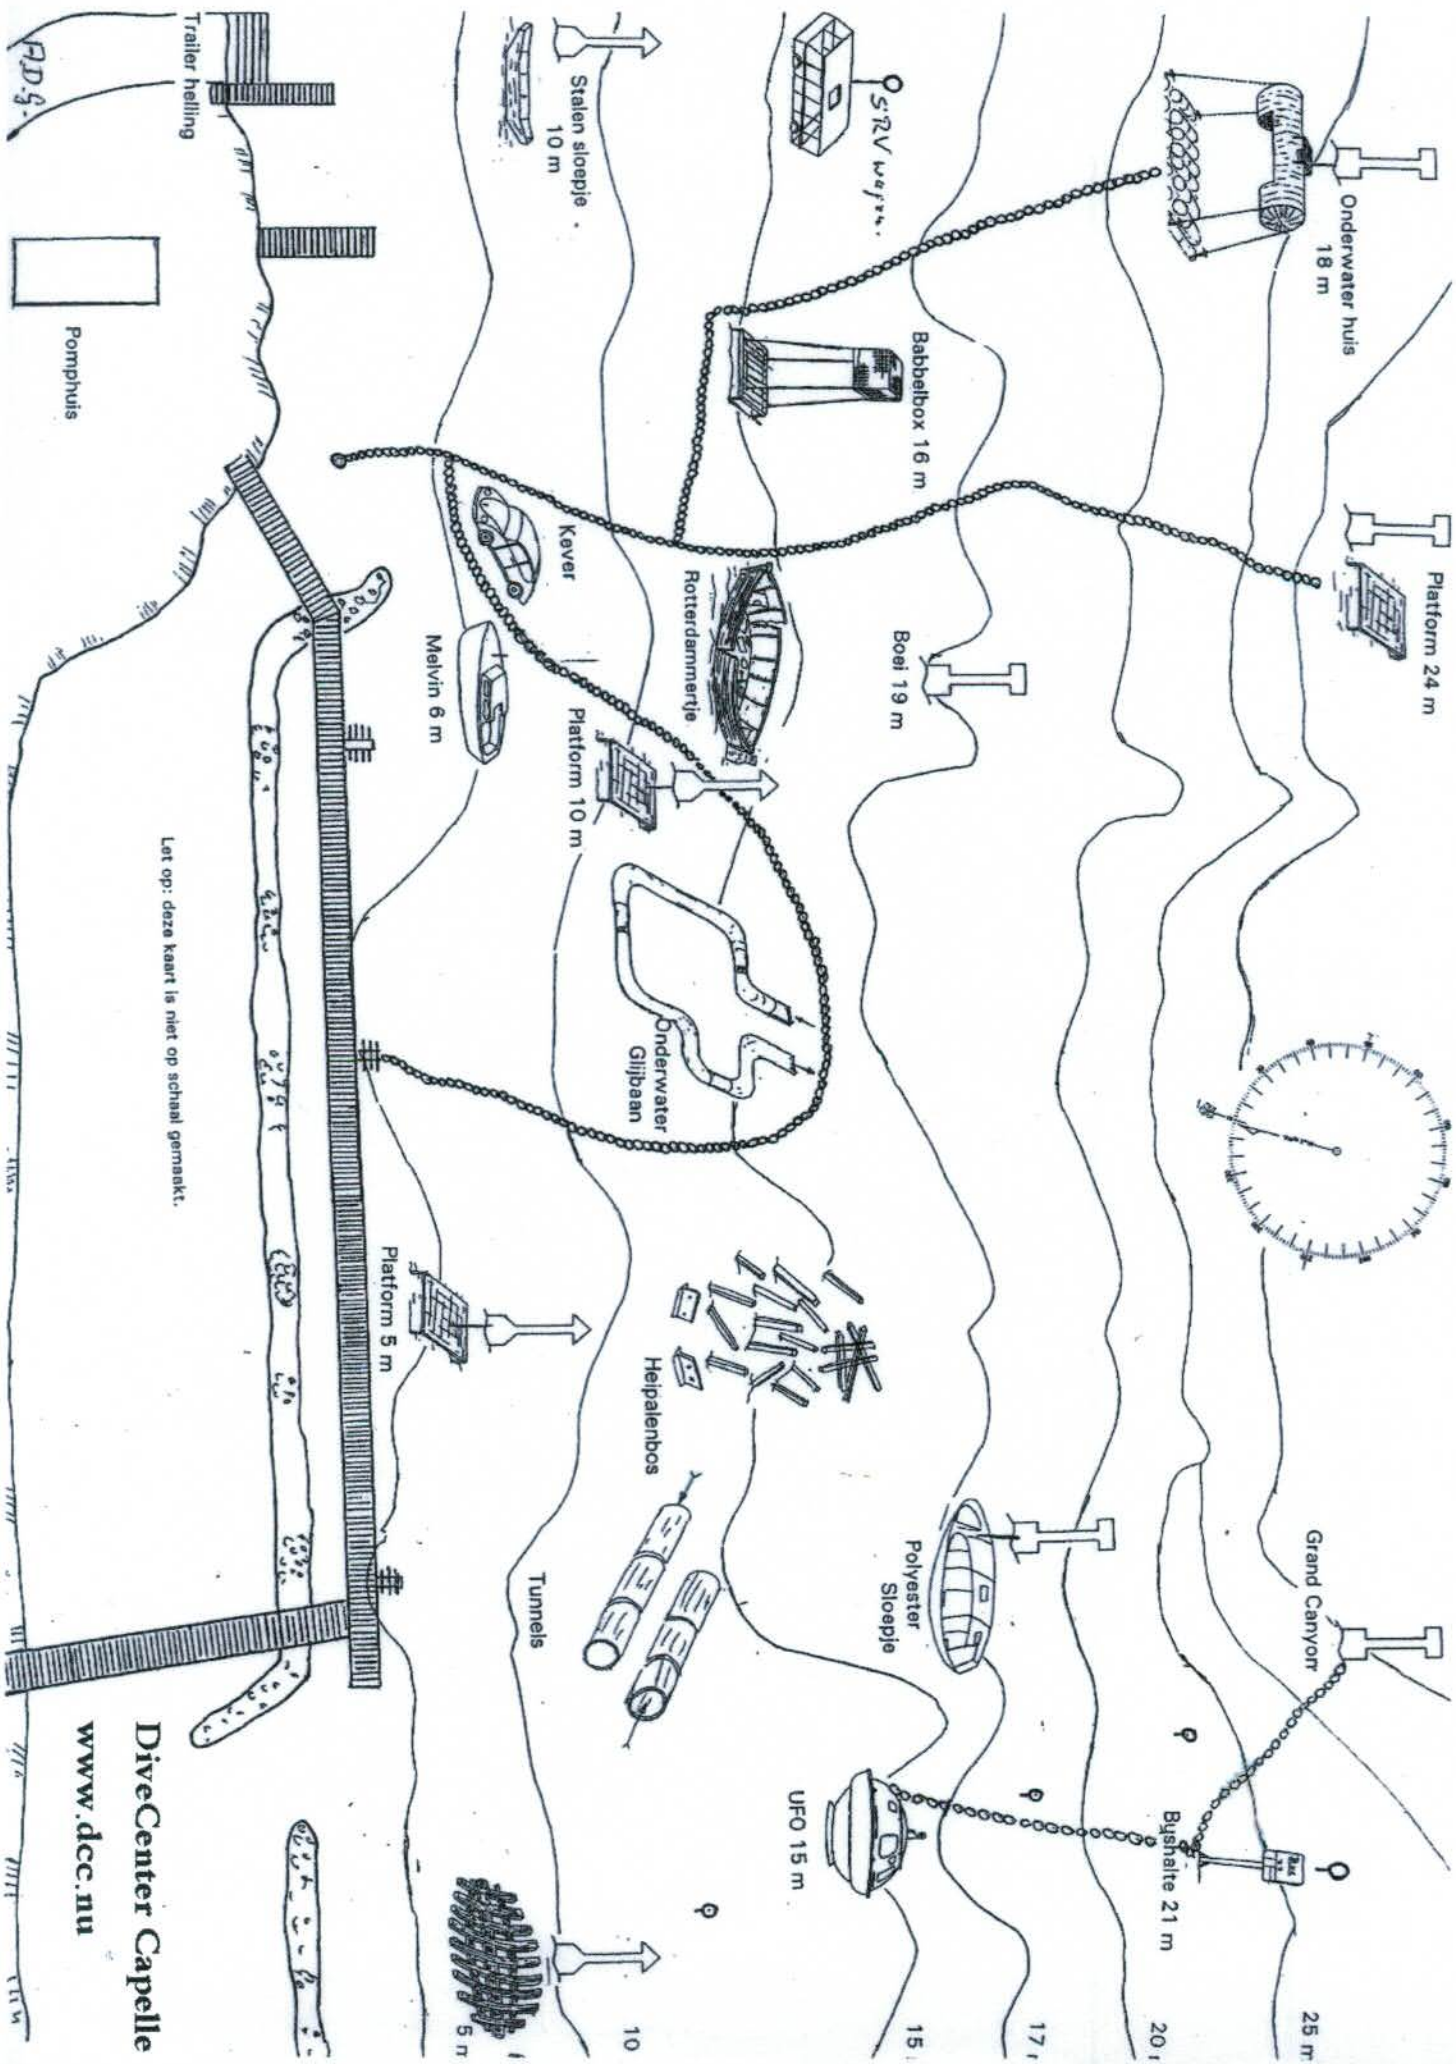 Onderwater huis
18 m
Platform 24 m
Grand Canyon
Bushalte 21 m
25 m
20
17
15
10
5 m
SRV wagen.
Babbelbox 16 m
Boei 19 m
Polyester
Sloepje
UFO 15 m
Stalen sloepje
10 m
Kever
Rotterdammertje
Melvin 6 m
Platform 10 m
Onderwater
Glijbaan
Heipalenbos
Tunnels
Platform 5 m
Trailer helling
Pomphuis
A.D.G.
Let op: deze kaart is niet op schaal gemaakt.
DiveCenter Capelle
www.dcc.nu